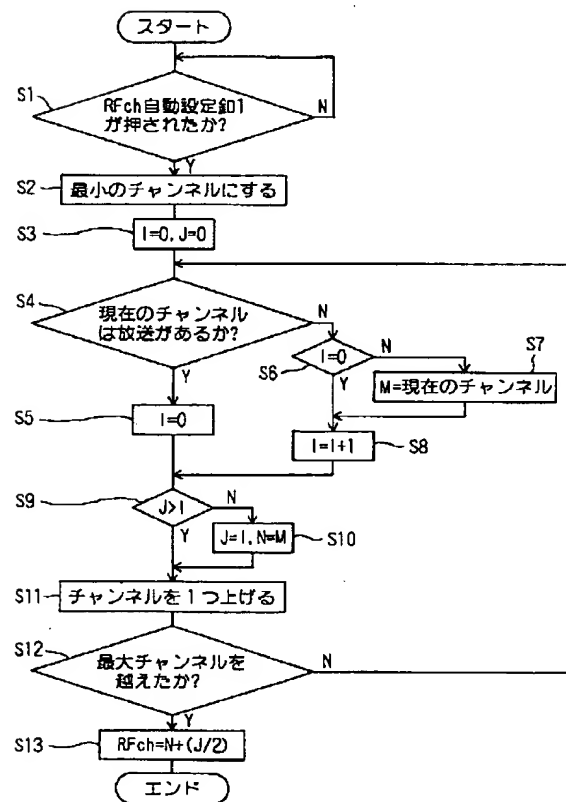 スタート
S1
RFch自動設定釦1
が押されたか?
N
Y
S2
最小のチャンネルにする
S3
I=0,J=0
S4
現在のチャンネル
は放送があるか?
N
Y
S6
I=0
N
Y
S7
M=現在のチャンネル
S5
I=0
I=I+1
S8
S9
J>I
N
Y
J=I,N=M
S10
S11
チャンネルを1つ上げる
S12
最大チャンネルを
越えたか?
N
Y
S13
RFch=N+(J/2)
エンド